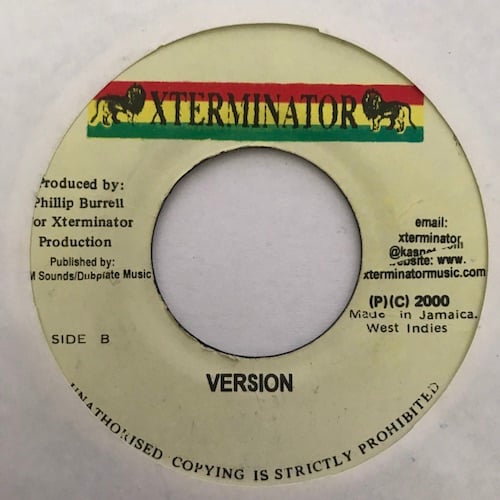 XTERMINATOR
Produced by:
Phillip Burrell
or Xterminator
Production
Published by:
M Sounds/Dubplate Music
SIDE B
email:
xterminator
website: www.
xterminatormusic.com
(P)(C) 2000
Made in Jamaica.
West Indies
VERSION
UNATHORISED COPYING IS STRICTLY PROHIBITED